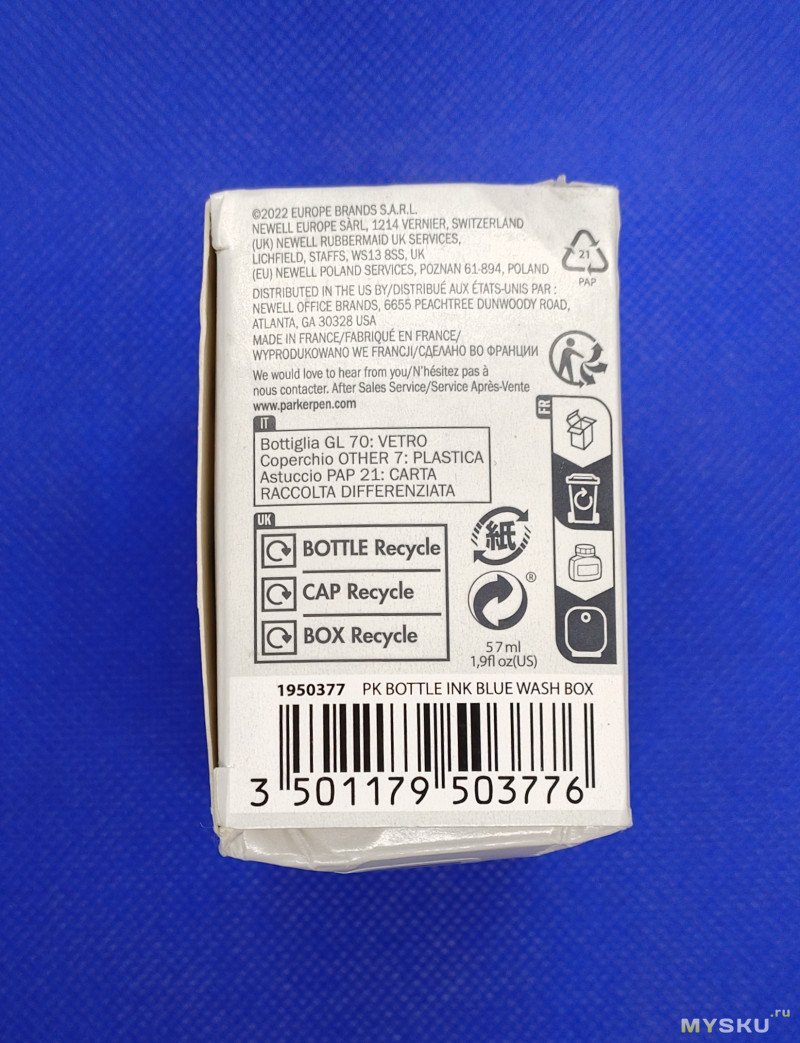 ©2022 EUROPE BRANDS S.A.R.L.
NEWELL EUROPE SÀRL, 1214 VERNIER, SWITZERLAND
(UK) NEWELL RUBBERMAID UK SERVICES,
LICHFIELD, STAFFS, WS13 8SS, UK
(EU) NEWELL POLAND SERVICES, POZNAN 61-894, POLAND
21
PAP
DISTRIBUTED IN THE US BY/DISTRIBUÉ AUX ÉTATS-UNIS PAR :
NEWELL OFFICE BRANDS, 6655 PEACHTREE DUNWOODY ROAD,
ATLANTA, GA 30328 USA
MADE IN FRANCE/FABRIQUÉ EN FRANCE/
WYPRODUKOWANO WE FRANCJI/СДЕЛАНО ВО ФРАНЦИИ
We would love to hear from you/N'hésitez pas à
nous contacter. After Sales Service/Service Après-Vente
www.parkerpen.com
FR
IT
Bottiglia GL 70: VETRO
Coperchio OTHER 7: PLASTICA
Astuccio PAP 21: CARTA
RACCOLTA DIFFERENZIATA
UK
BOTTLE Recycle
CAP Recycle
BOX Recycle
紙
®
57ml
1,9fl oz(US)
1950377 PK BOTTLE INK BLUE WASH BOX
3 501179 503776
MYSKU.ru